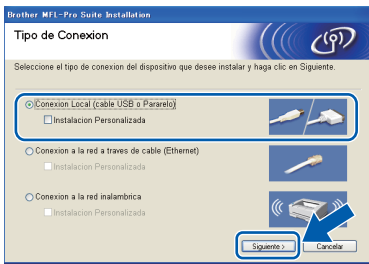 Brother MFL-Pro Suite Installation
Tipo de Conexion
Seleccione el tipo de conexion del dispositivo que desee instalar y haga clic en Siguiente.
Conexion Local (cable USB o Pararelo)
Instalacion Personalizada
Conexion a la red a traves de cable (Ethernet)
Instalacion Personalizada
Conexion a la red inalambrica
Instalacion Personalizada
Siguiente >
Cancelar